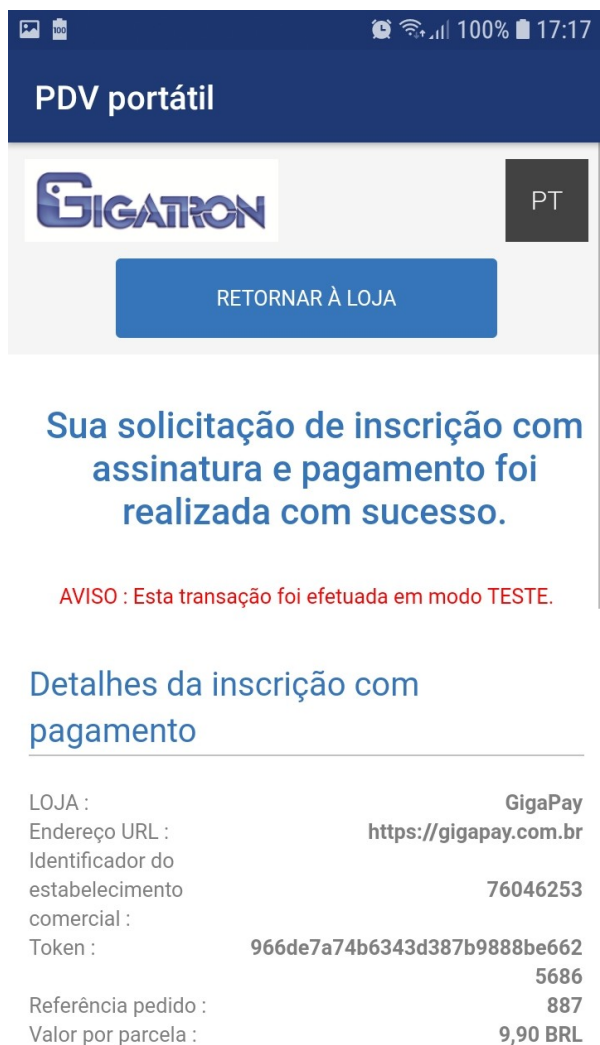 100 100% 17:17
PDV portátil
GIGATRON
PT
RETORNAR À LOJA
Sua solicitação de inscrição com
assinatura e pagamento foi
realizada com sucesso.
AVISO : Esta transação foi efetuada em modo TESTE.
Detalhes da inscrição com
pagamento
LOJA : GigaPay
Endereço URL : https://gigapay.com.br
Identificador do
estabelecimento 76046253
comercial :
Token : 966de7a74b6343d387b9888be662
5686
Referência pedido : 887
Valor por parcela : 9,90 BRL